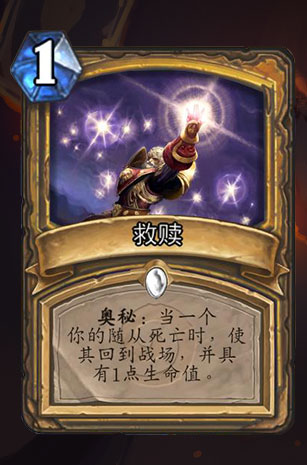 1
救赎
奥秘：当一个
你的随从死亡时，使
其回到战场，并具
有1点生命值。